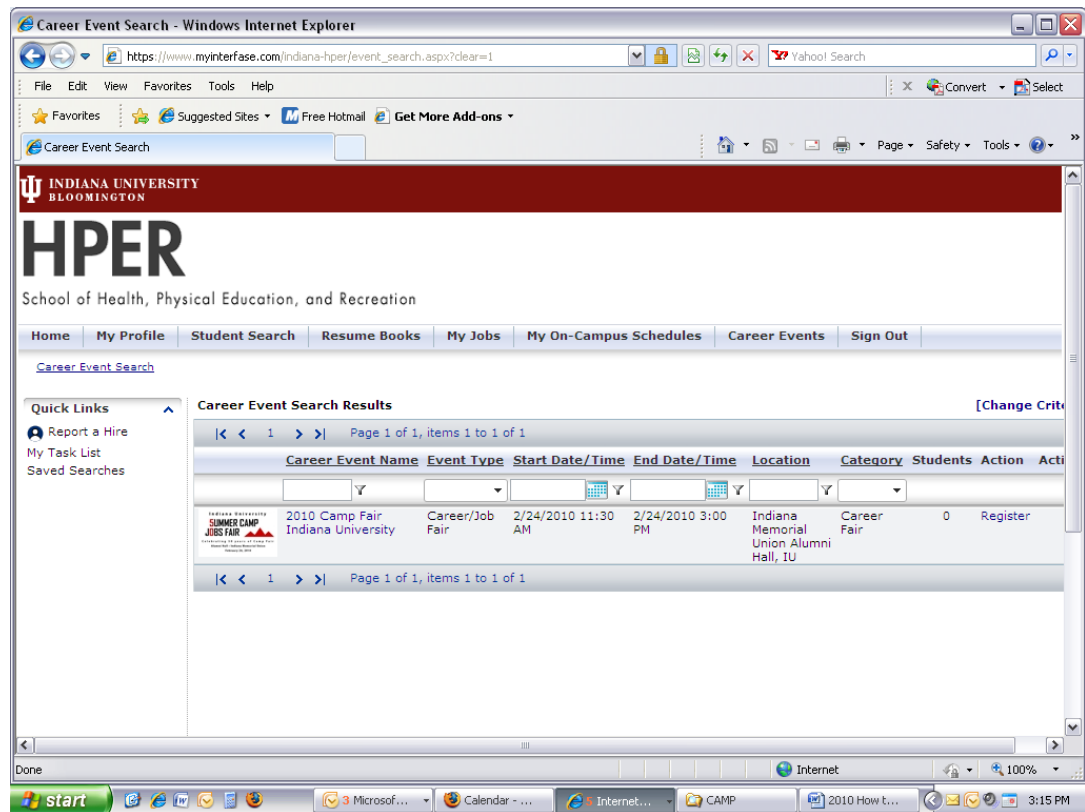 Career Event Search - Windows Internet Explorer
https://www.myinterfase.com/indiana-hper/event_search.aspx?clear=1
Yahoo! Search
File Edit View Favorites Tools Help
Convert Select
Favorites Suggested Sites Free Hotmail Get More Add-ons
Career Event Search
Page Safety Tools
INDIANA UNIVERSITY
BLOOMINGTON
HPER
School of Health, Physical Education, and Recreation
Home My Profile Student Search Resume Books My Jobs My On-Campus Schedules Career Events Sign Out
Career Event Search
Quick Links
Report a Hire
My Task List
Saved Searches
Career Event Search Results
[Change Crite
1 Page 1 of 1, items 1 to 1 of 1
Career Event Name Event Type Start Date/Time End Date/Time Location Category Students Action Acti
Indiana University
SUMMER CAMP
JOBS FAIR
2010 Camp Fair
Indiana University
Career/Job
Fair
2/24/2010 11:30
AM
2/24/2010 3:00
PM
Indiana
Memorial
Union Alumni
Hall, IU
Career
Fair
0
Register
1 Page 1 of 1, items 1 to 1 of 1
Done
Internet
100%
start
3 Microsof...
Calendar - ...
5 Internet...
CAMP
2010 How t...
3:15 PM